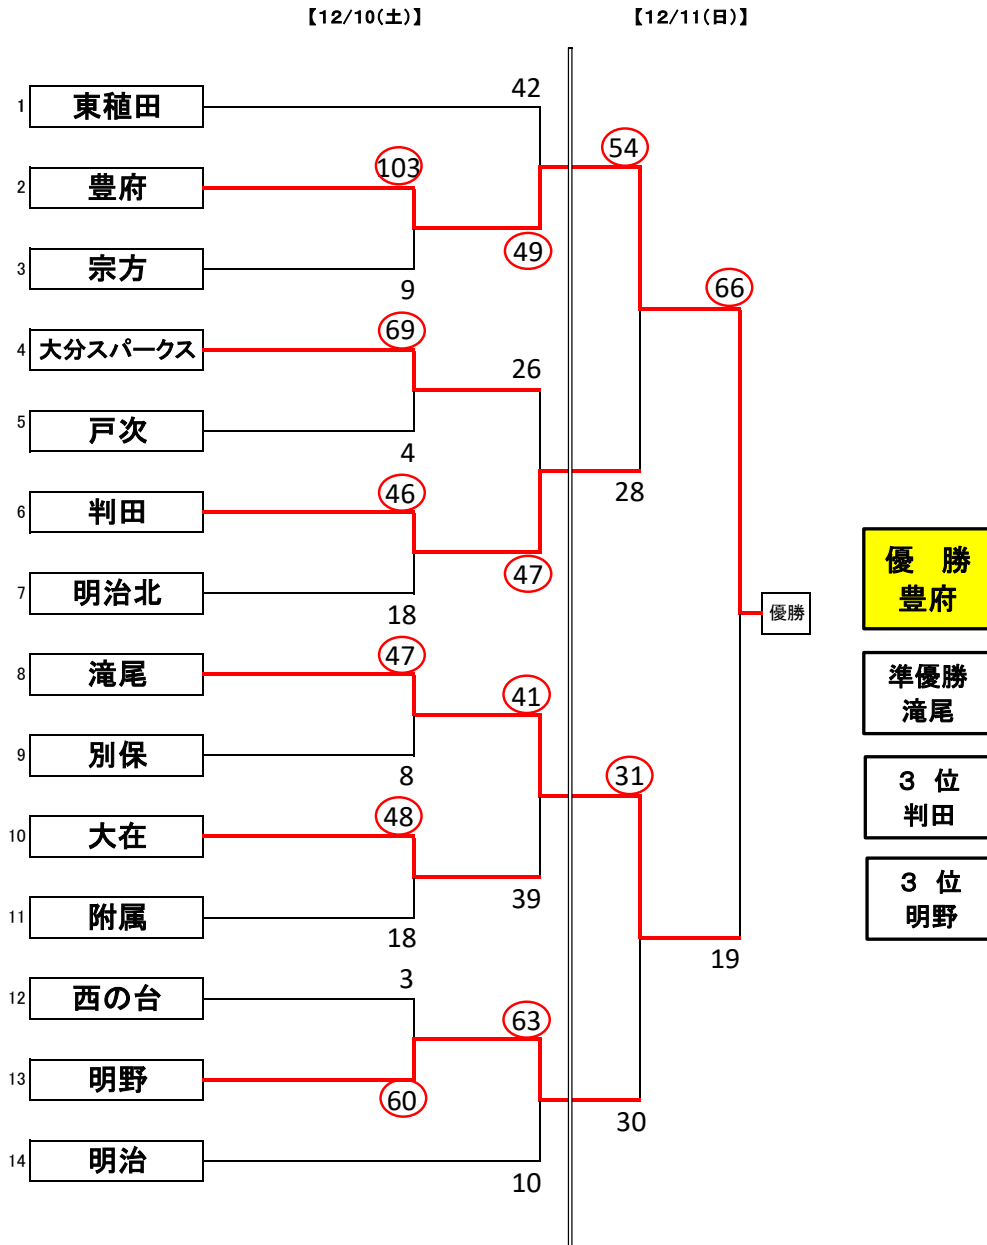 【12/10(土)】
【12/11(日)】
42
1
東稙田
54
103
2
豊府
49
3
宗方
9
66
69
4
大分スパークス
26
5
戸次
4
46
28
6
判田
47
7
明治北
18
優勝
優 勝
豊府
47
8
滝尾
41
準優勝
滝尾
9
別保
8
31
3 位
判田
48
10
大在
39
3 位
明野
11
附属
18
19
3
12
西の台
63
13
明野
60
30
14
明治
10